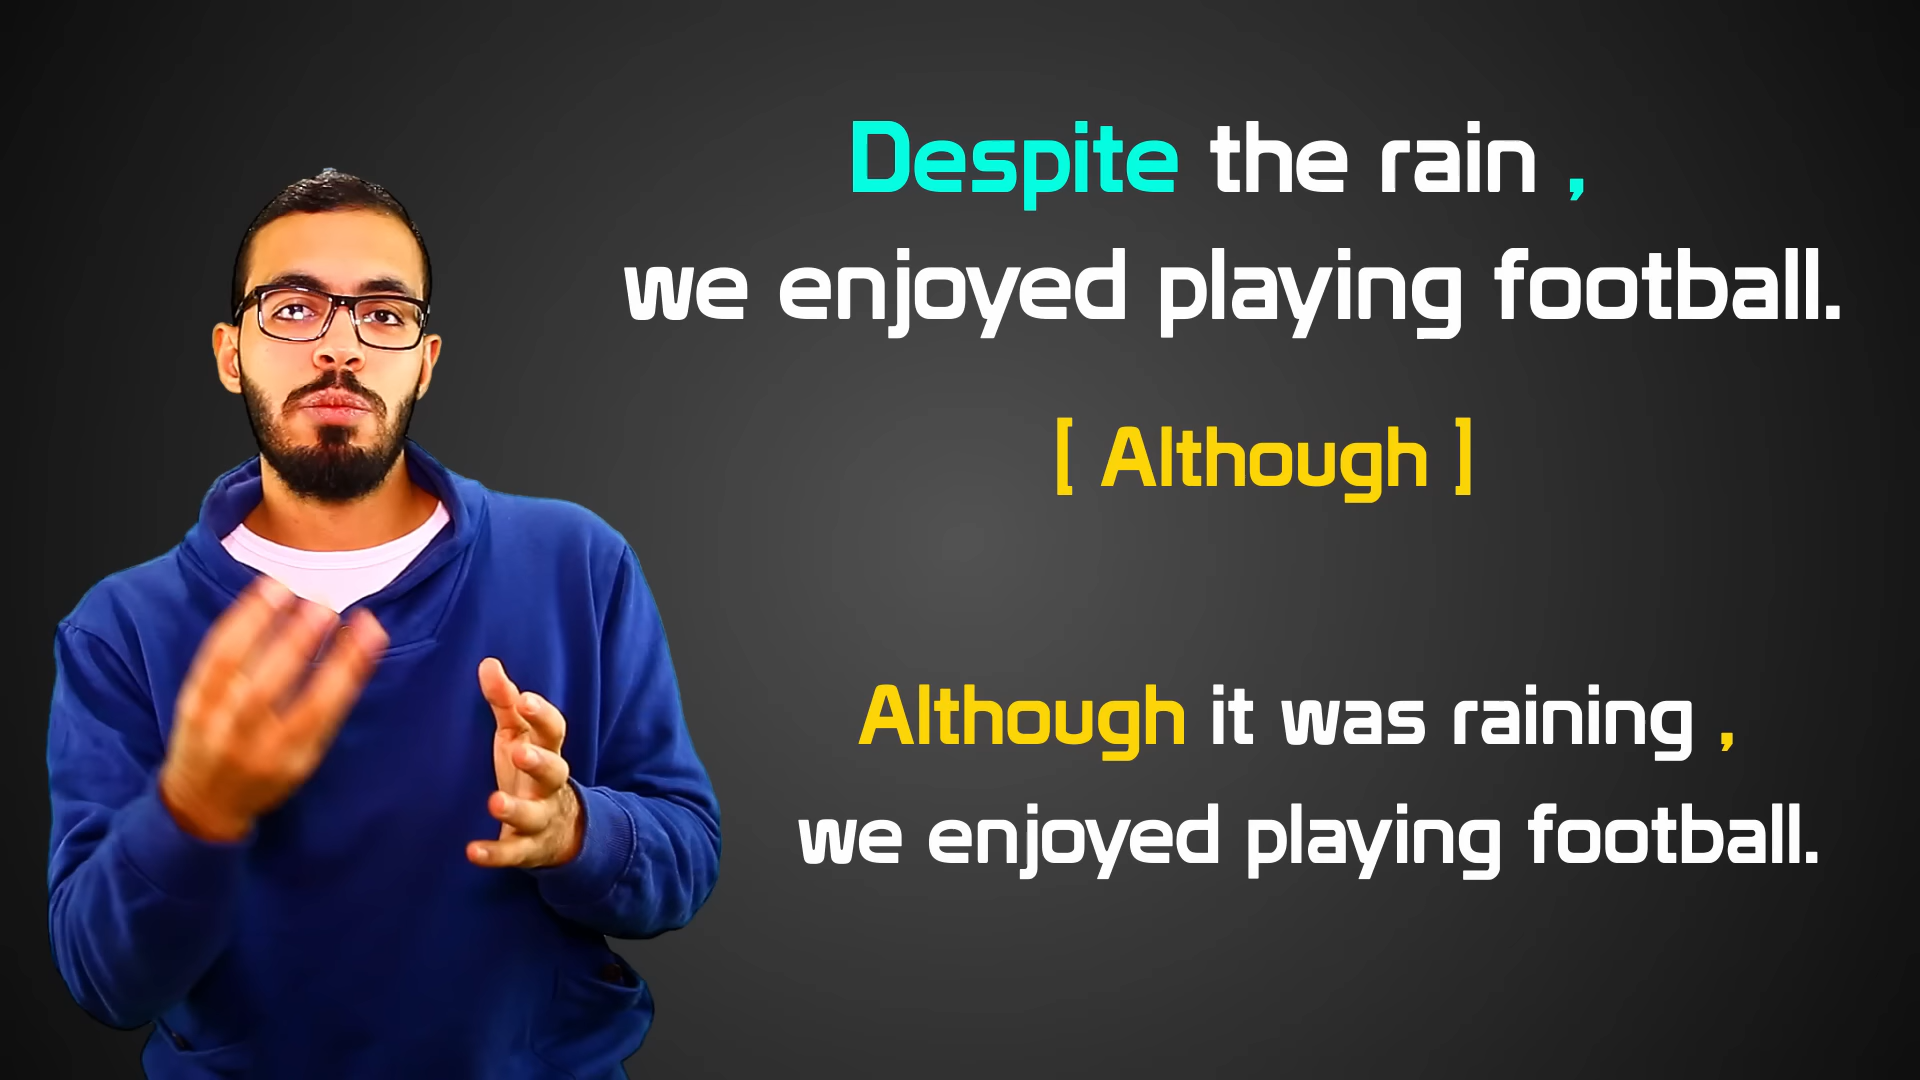 Despite the rain ,
we enjoyed playing football.
[ Although ]
Although it was raining ,
we enjoyed playing football.